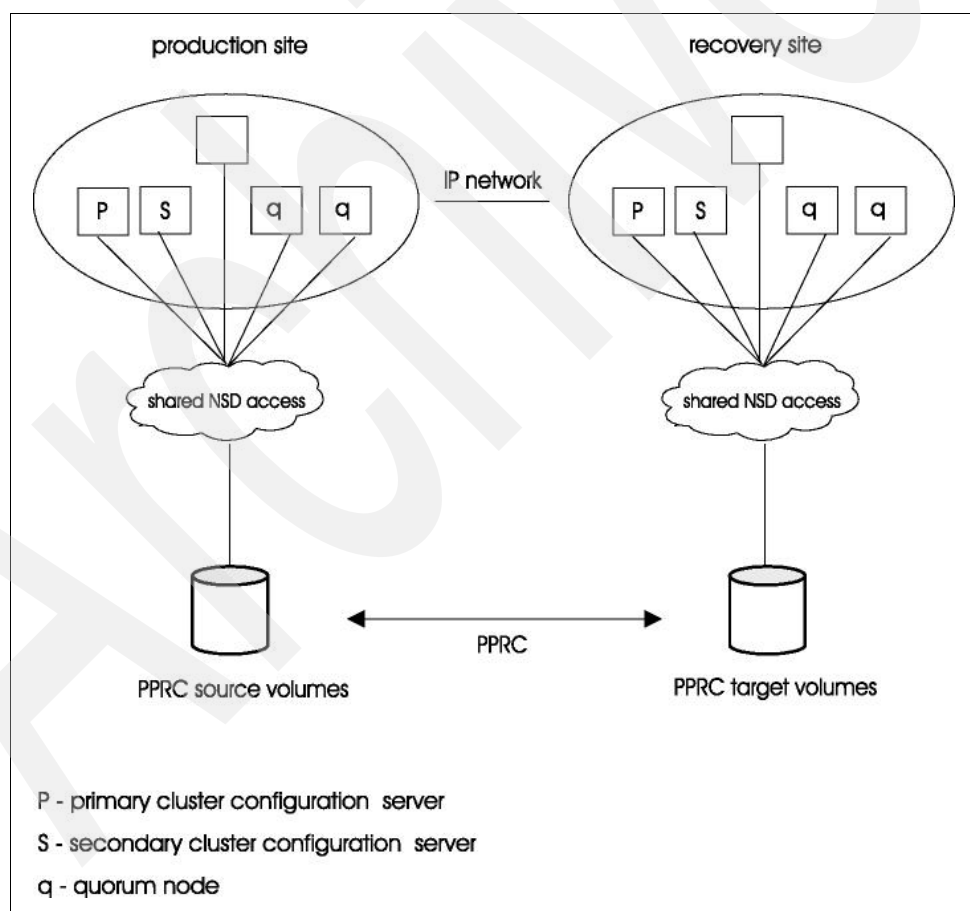 production site
recovery site
IP network
P
S
q
q
P
S
q
q
shared NSD access
shared NSD access
PPRC
PPRC source volumes
PPRC target volumes
P - primary cluster configuration server
S - secondary cluster configuration server
q - quorum node